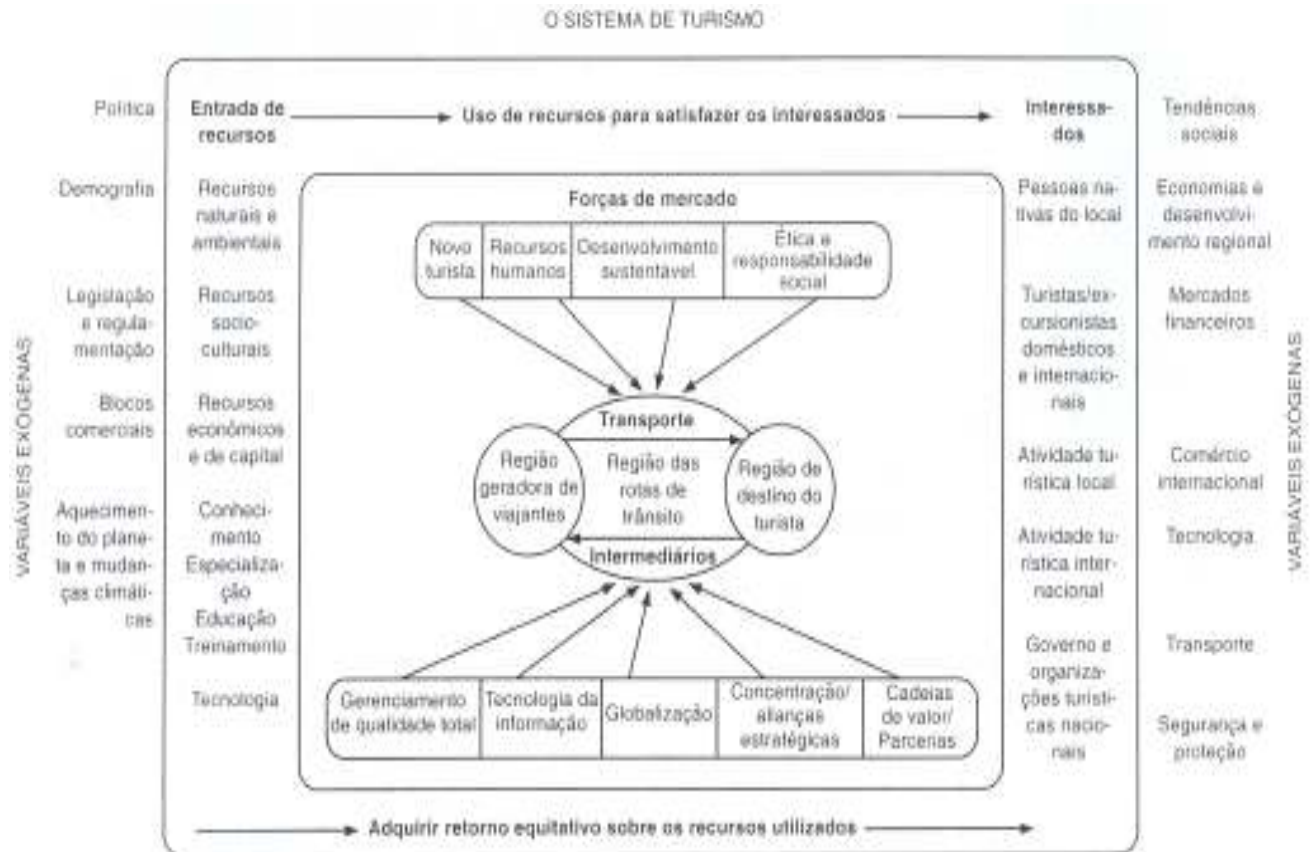 O SISTEMA DE TURISMO
VARIÁVEIS EXÓGENAS
Política
Demografia
Legislação
e regula-
mentação
Blocos
comerciais
Aquecimen-
to do plane-
ta e mudan-
ças climáti-
cas
Entrada de
recursos
Recursos
naturais e
ambientais
Recursos
socio-
culturais
Recursos
econômicos
e de capital
Conheci-
mento
Especializa-
ção
Educação
Treinamento
Tecnologia
Uso de recursos para satisfazer os interessados
Forças de mercado
Novo
turista
Recursos
humanos
Desenvolvimento
sustentável
Ética e
responsabilidade
social
Transporte
Região
geradora de
viajantes
Região das
rotas de
trânsito
Região de
destino do
turista
Intermediários
Gerenciamento
de qualidade total
Tecnologia da
informação
Globalização
Concentração/
alianças
estratégicas
Cadeias
de valor/
Parcerias
Adquirir retorno equitativo sobre os recursos utilizados
Interessa-
dos
Pessoas na-
tivas do local
Turistas/ex-
cursionistas
domésticos
e internacio-
nais
Atividade tu-
rística local
Atividade tu-
rística inter-
nacional
Governo e
organiza-
ções turísti-
cas nacio-
nais
Tendências
sociais
Economias e
desenvolvi-
mento regional
Mercados
financeiros
Comércio
internacional
Tecnologia
Transporte
Segurança e
proteção
VARIÁVEIS EXÓGENAS